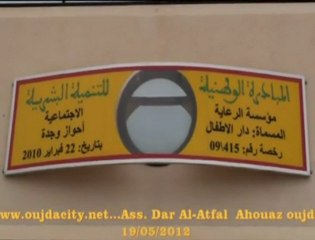 المبادرة الوطنية للتنمية البشرية
مؤسسة الرعاية الاجتماعية
المسماة: دار الاطفال أحواز وجدة
رخصة رقم: 09\415 بتاريخ: 22 فبراير 2010
www.oujdacity.net...Ass. Dar Al-Atfal Ahouaz oujd
19/05/2012